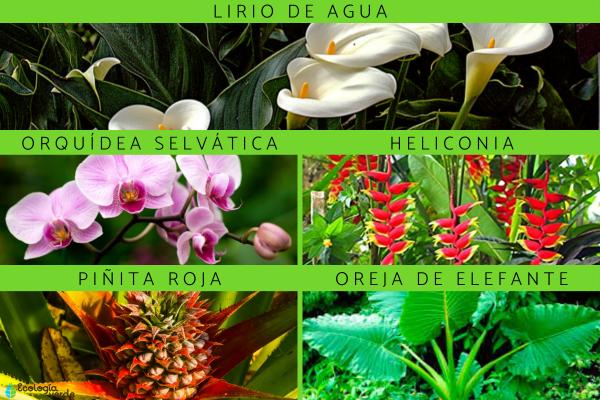 LIRIO DE AGUA
ORQUÍDEA SELVÁTICA
HELICONIA
PIÑITA ROJA
OREJA DE ELEFANTE
Ecología
verde